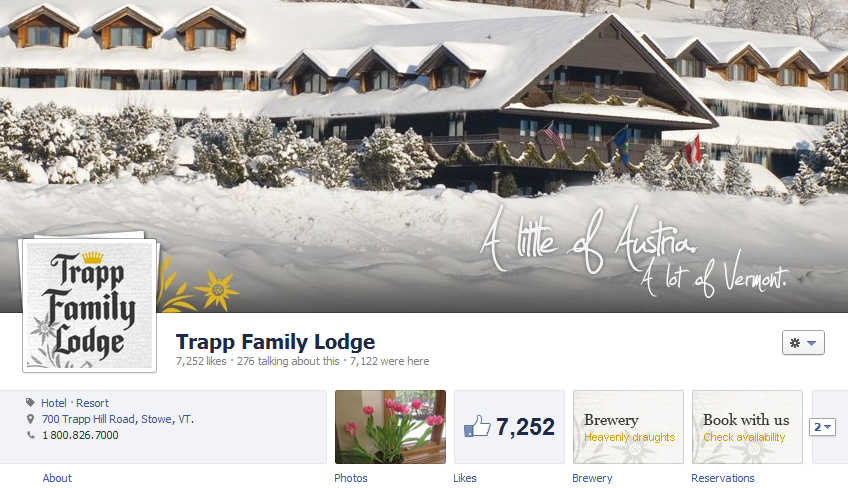 A little of Austria.
A lot of Vermont.
Trapp
Family
Lodge
Trapp Family Lodge
7,252 likes · 276 talking about this · 7,122 were here
Hotel · Resort
700 Trapp Hill Road, Stowe, VT.
1 800.826.7000
About
Photos
7,252
Likes
Brewery
Heavenly draughts
Brewery
Book with us
Check availability
Reservations
2